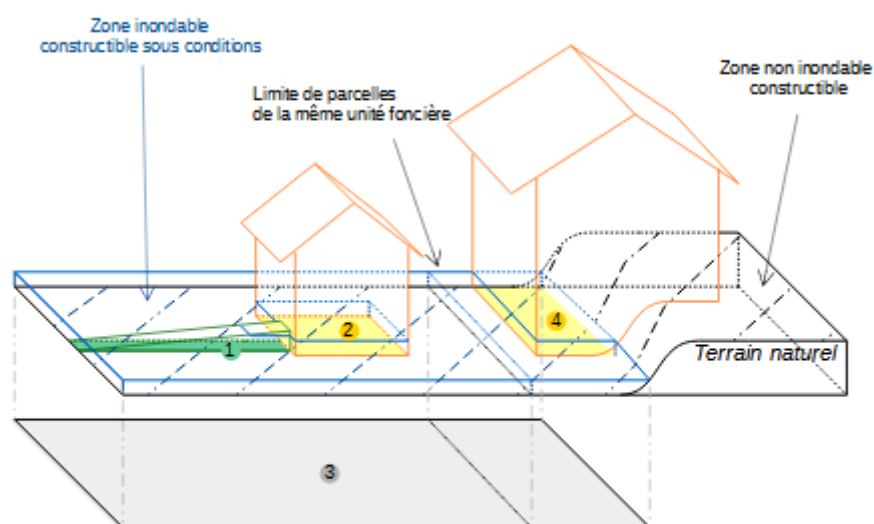 Zone inondable
constructible sous conditions
Limite de parcelles
de la même unité foncière
Zone non inondable
constructible
1
2
4
Terrain naturel
3